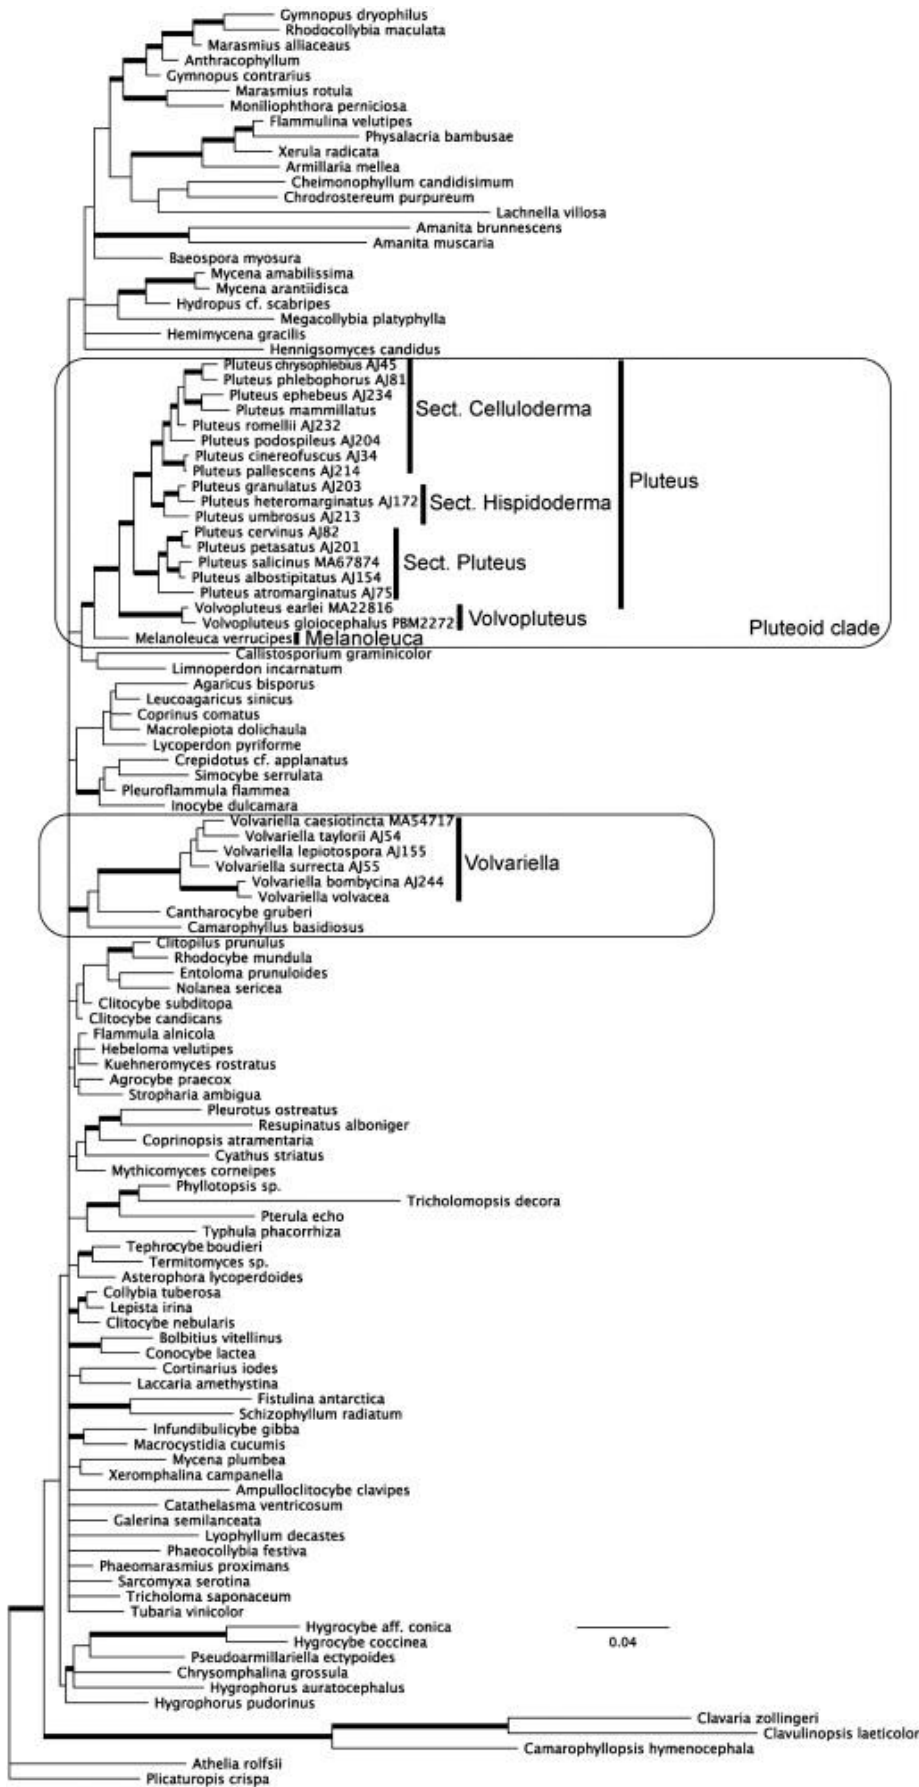 Gymnopus dryophilus
Rhodocollybia maculata
Marasmius alliaceaus
Anthracophyllum
Gymnopus contrarius
Marasmius rotula
Moniliophthora perniciosa
Flammulina velutipes
Physalacria bambusae
Xerula radicata
Armillaria mellea
Cheimonophyllum candidisimum
Chrodrostereum purpureum
Lachnella villosa
Amanita brunnescens
Amanita muscaria
Baeospora myosura
Mycena amabilissima
Mycena arantiidisca
Hydropus cf. scabripes
Megacollybia platyphylla
Hemimycena gracilis
Hennigsomyces candidus
Pluteus chrysophlebius AJ45
Pluteus phlebophorus AJ81
Pluteus ephebeus AJ234
Pluteus mammillatus
Sect. Celluloderma
Pluteus romellii AJ232
Pluteus podospileus AJ204
Pluteus cinereofuscus AJ34
Pluteus pallescens AJ214
Pluteus
Pluteus granulatus AJ203
Pluteus heteromarginatus AJ172
Sect. Hispidoderma
Pluteus umbrosus AJ213
Pluteus cervinus AJ82
Pluteus petasatus AJ201
Pluteus salicinus MA67874
Sect. Pluteus
Pluteus albostipitatus AJ154
Pluteus atromarginatus AJ75
Volvopluteus earlei MA22816
Volvopluteus
Volvopluteus gloiocephalus PBM2272
Pluteoid clade
Melanoleuca verrucipes
Melanoleuca
Callistosporium graminicolor
Limnoperdon incarnatum
Agaricus bisporus
Leucoagaricus sinicus
Coprinus comatus
Macrolepiota dolichaula
Lycoperdon pyriforme
Crepidotus cf. applanatus
Simocybe serrulata
Pleuroflammula flammea
Inocybe dulcamara
Volvariella caesiotincta MA54717
Volvariella taylorii AJ54
Volvariella lepiotospora AJ155
Volvariella
Volvariella surrecta AJ55
Volvariella bombycina AJ244
Volvariella volvacea
Cantharocybe gruberi
Camarophyllus basidiosus
Clitopilus prunulus
Rhodocybe mundula
Entoloma prunuloides
Nolanea sericea
Clitocybe subditopa
Clitocybe candicans
Flammula alnicola
Hebeloma velutipes
Kuehneromyces rostratus
Agrocybe praecox
Stropharia ambigua
Pleurotus ostreatus
Resupinatus alboniger
Coprinopsis atramentaria
Cyathus striatus
Mythicomyces corneipes
Phyllotopsis sp.
Tricholomopsis decora
Pterula echo
Typhula phacorrhiza
Tephrocybe boudieri
Termitomyces sp.
Asterophora lycoperdoides
Collybia tuberosa
Lepista irina
Clitocybe nebularis
Bolbitius vitellinus
Conocybe lactea
Cortinarius iodes
Laccaria amethystina
Fistulina antarctica
Schizophyllum radiatum
Infundibulicybe gibba
Macrocystidia cucumis
Mycena plumbea
Xeromphalina campanella
Ampulloclitocybe clavipes
Catathelasma ventricosum
Galerina semilanceata
Lyophyllum decastes
Phaeocollybia festiva
Phaeomarasmius proximans
Sarcomyxa serotina
Tricholoma saponaceum
Tubaria vinicolor
Hygrocybe aff. conica
Hygrocybe coccinea
0.04
Pseudoarmillariella ectypoides
Chrysomphalina grossula
Hygrophorus auratocephalus
Hygrophorus pudorinus
Clavaria zollingeri
Clavulinopsis laeticolor
Camarophyllopsis hymenocephala
Athelia rolfsii
Plicaturopis crispa